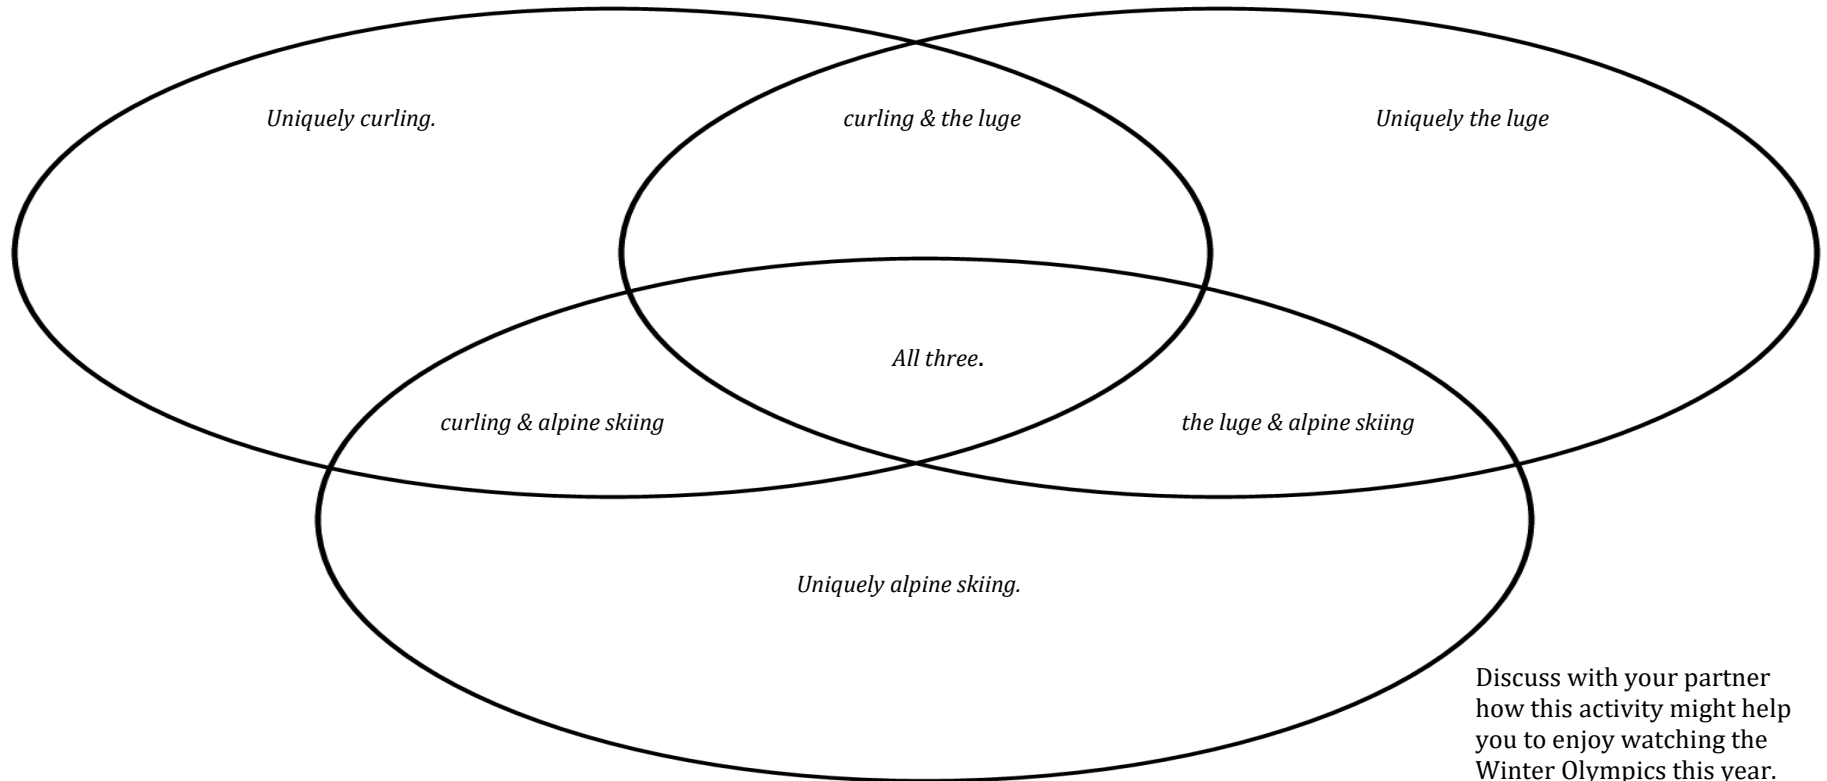 Uniquely curling.
curling & the luge
Uniquely the luge
All three.
curling & alpine skiing
the luge & alpine skiing
Uniquely alpine skiing.
Discuss with your partner
how this activity might help
you to enjoy watching the
Winter Olympics this year.